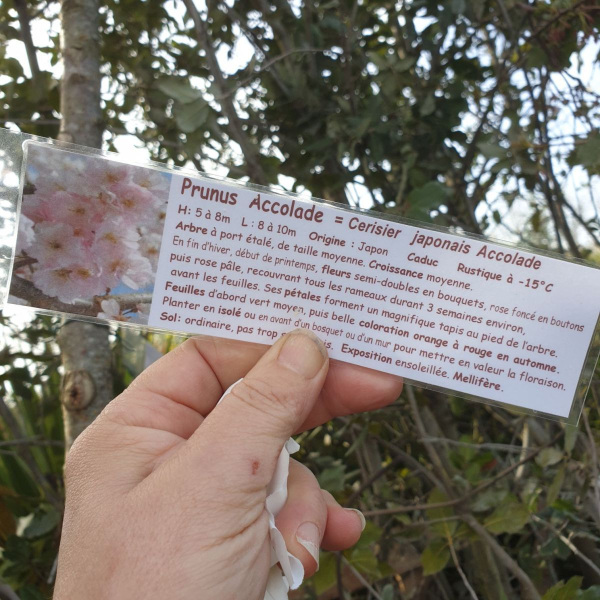 Prunus Accolade = Cerisier japonais Accolade
H: 5 à 8m L : 8 à 10m Origine : Japon Caduc Rustique à -15°C
Arbre à port étalé, de taille moyenne. Croissance moyenne.
En fin d'hiver, début de printemps, fleurs semi-doubles en bouquets, rose foncé en boutons
puis rose pâle, recouvrant tous les rameaux durant 3 semaines environ,
avant les feuilles. Ses pétales forment un magnifique tapis au pied de l'arbre.
Feuilles d'abord vert moyen, puis belle coloration orange à rouge en automne.
Planter en isolé ou en avant d'un bosquet ou d'un mur pour mettre en valeur la floraison.
Sol: ordinaire, pas trop Exposition ensoleillée. Mellifère.